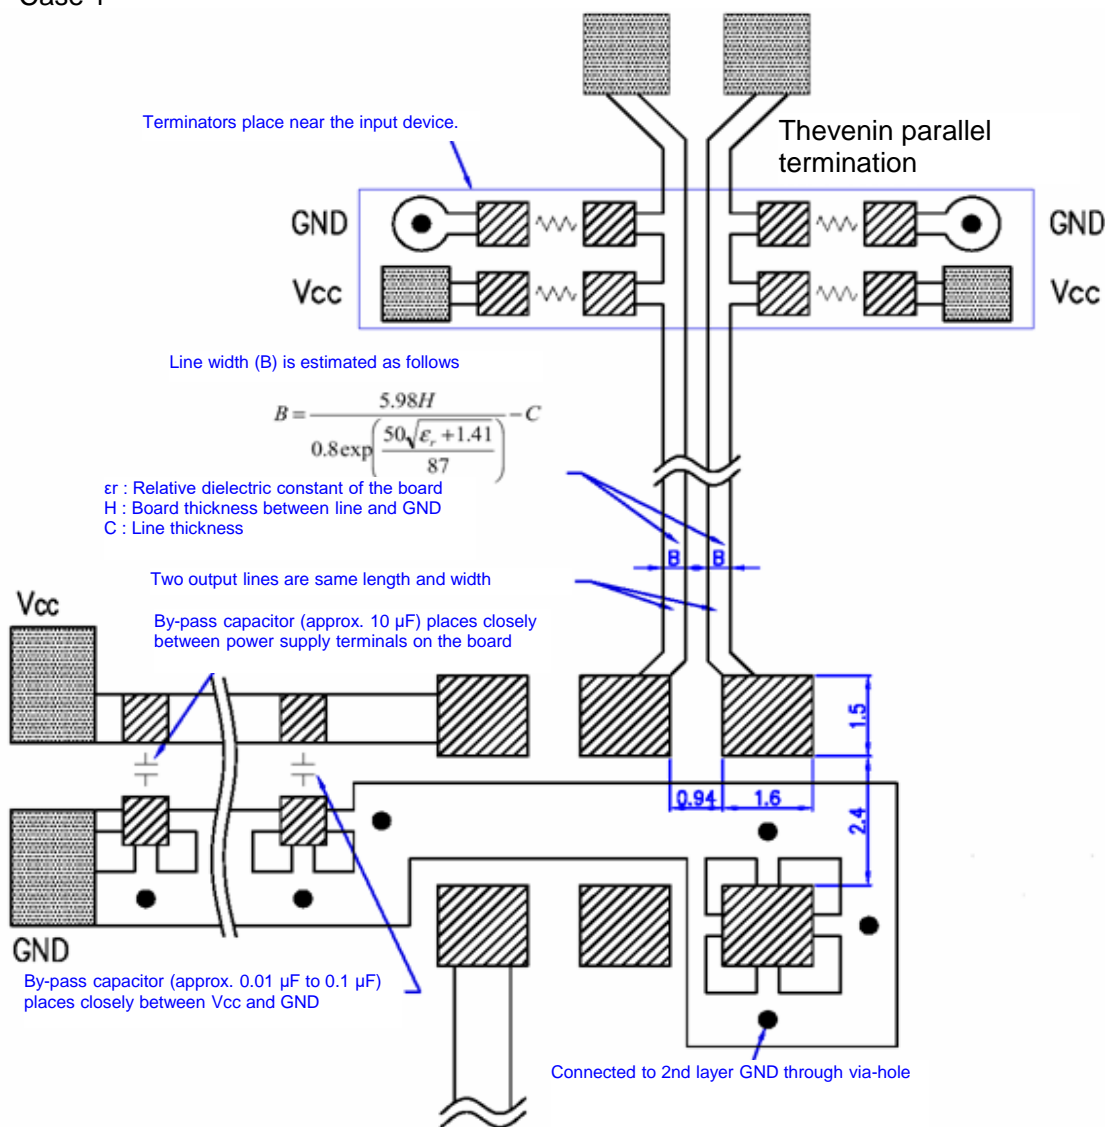 Terminators place near the input device.
Thevenin parallel
termination
GND
GND
Vcc
Vcc
Line width (B) is estimated as follows
B = 5.98H / 0.8 exp(50√εr + 1.41 / 87) − C
εr : Relative dielectric constant of the board
H : Board thickness between line and GND
C : Line thickness
B
B
Two output lines are same length and width
Vcc
By-pass capacitor (approx. 10 µF) places closely
between power supply terminals on the board
1.5
0.94
1.6
2.4
GND
By-pass capacitor (approx. 0.01 µF to 0.1 µF)
places closely between Vcc and GND
Connected to 2nd layer GND through via-hole